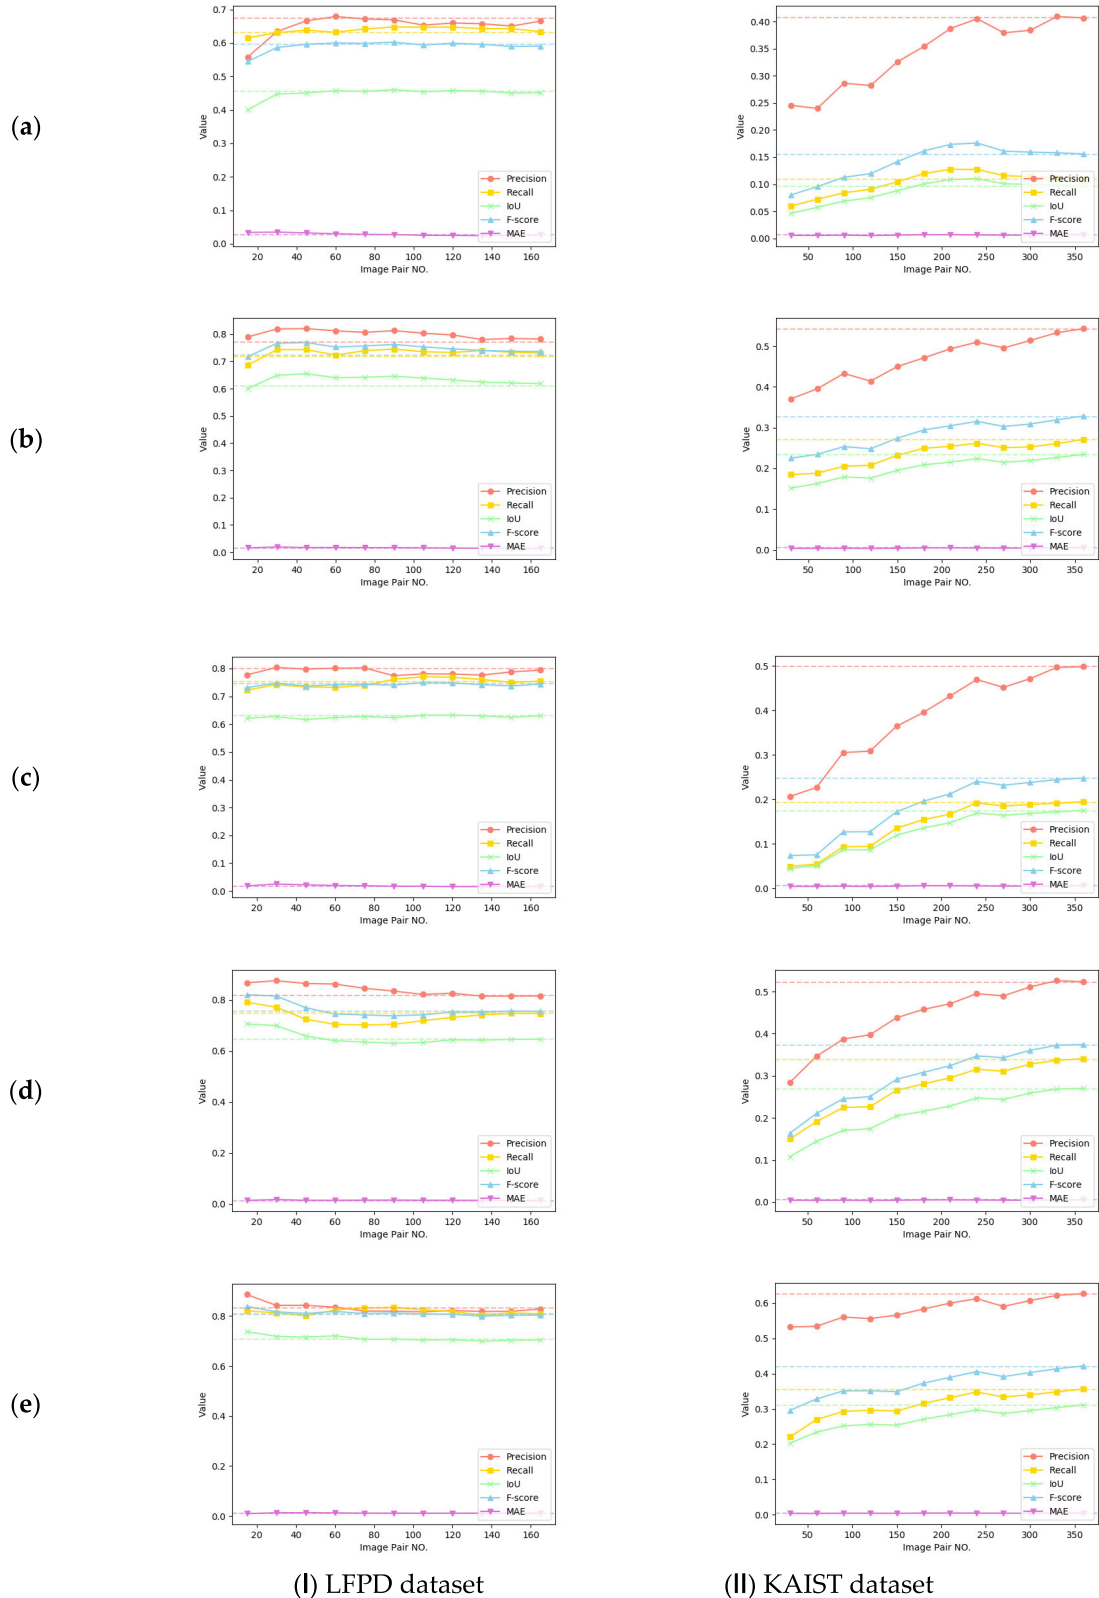 (a)
0.7
0.6
0.5
0.4
0.3
0.2
0.1
0.0
Value
20 40 60 80 100 120 140 160
Image Pair NO.
Precision
Recall
IoU
F-score
MAE
0.40
0.35
0.30
0.25
0.20
0.15
0.10
0.05
0.00
Value
50 100 150 200 250 300 350
Image Pair NO.
Precision
Recall
IoU
F-score
MAE
(b)
0.8
0.7
0.6
0.5
0.4
0.3
0.2
0.1
0.0
Value
20 40 60 80 100 120 140 160
Image Pair NO.
Precision
Recall
IoU
F-score
MAE
0.5
0.4
0.3
0.2
0.1
0.0
Value
50 100 150 200 250 300 350
Image Pair NO.
Precision
Recall
IoU
F-score
MAE
(c)
0.8
0.7
0.6
0.5
0.4
0.3
0.2
0.1
0.0
Value
20 40 60 80 100 120 140 160
Image Pair NO.
Precision
Recall
IoU
F-score
MAE
0.5
0.4
0.3
0.2
0.1
0.0
Value
50 100 150 200 250 300 350
Image Pair NO.
Precision
Recall
IoU
F-score
MAE
(d)
0.8
0.6
0.4
0.2
0.0
Value
20 40 60 80 100 120 140 160
Image Pair NO.
Precision
Recall
IoU
F-score
MAE
0.5
0.4
0.3
0.2
0.1
0.0
Value
50 100 150 200 250 300 350
Image Pair NO.
Precision
Recall
IoU
F-score
MAE
(e)
0.8
0.6
0.4
0.2
0.0
Value
20 40 60 80 100 120 140 160
Image Pair NO.
Precision
Recall
IoU
F-score
MAE
0.6
0.5
0.4
0.3
0.2
0.1
0.0
Value
50 100 150 200 250 300 350
Image Pair NO.
Precision
Recall
IoU
F-score
MAE
(I) LFPD dataset
(II) KAIST dataset